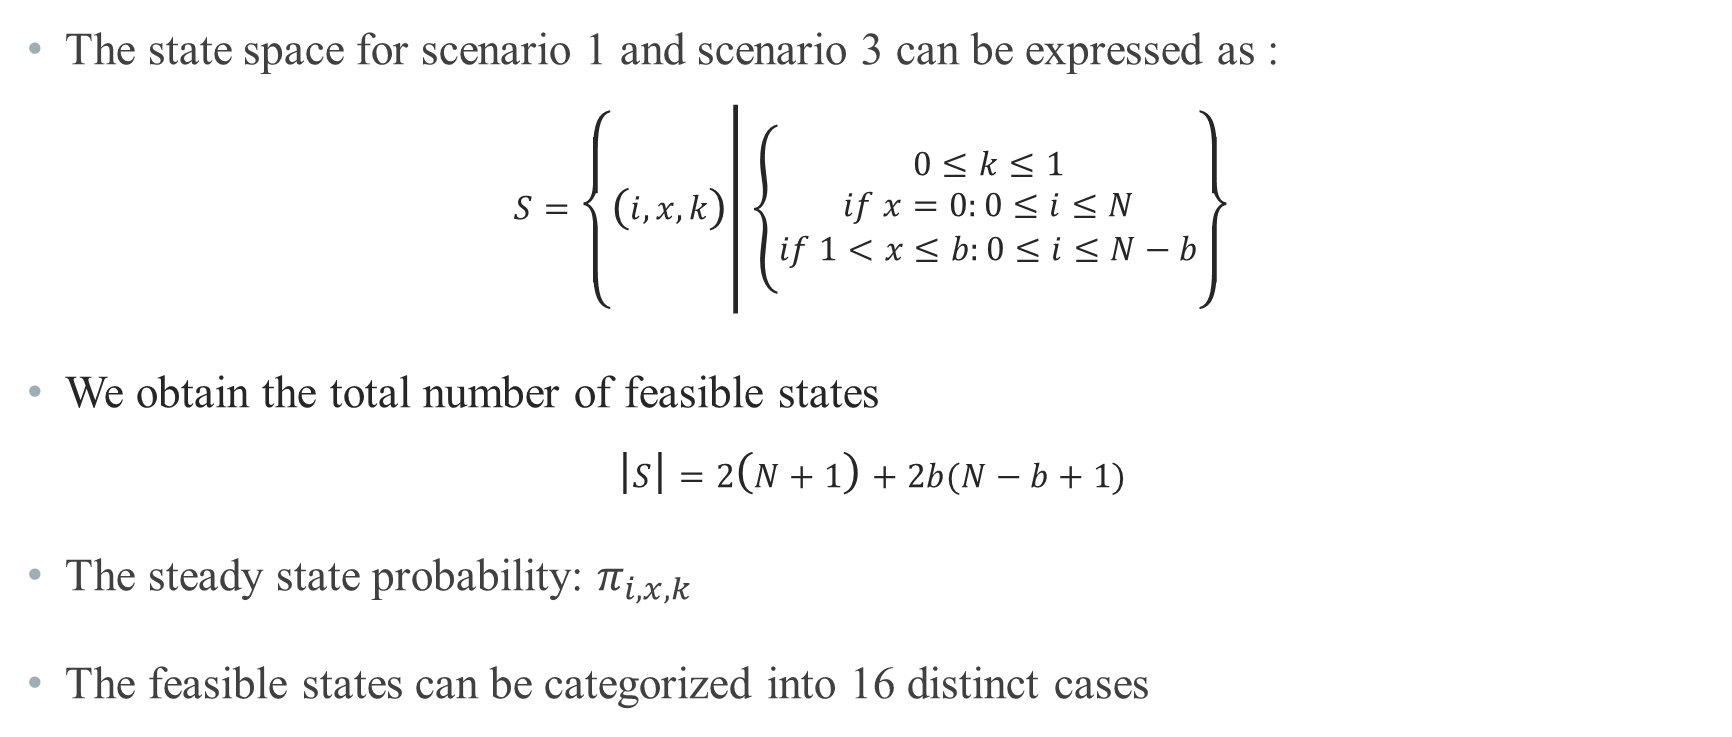 • The state space for scenario 1 and scenario 3 can be expressed as :
0 ≤ k ≤ 1
S = { (i, x, k) | { if x = 0: 0 ≤ i ≤ N }
if 1 < x ≤ b: 0 ≤ i ≤ N − b
• We obtain the total number of feasible states
|S| = 2(N + 1) + 2b(N − b + 1)
• The steady state probability: π_{i,x,k}
• The feasible states can be categorized into 16 distinct cases